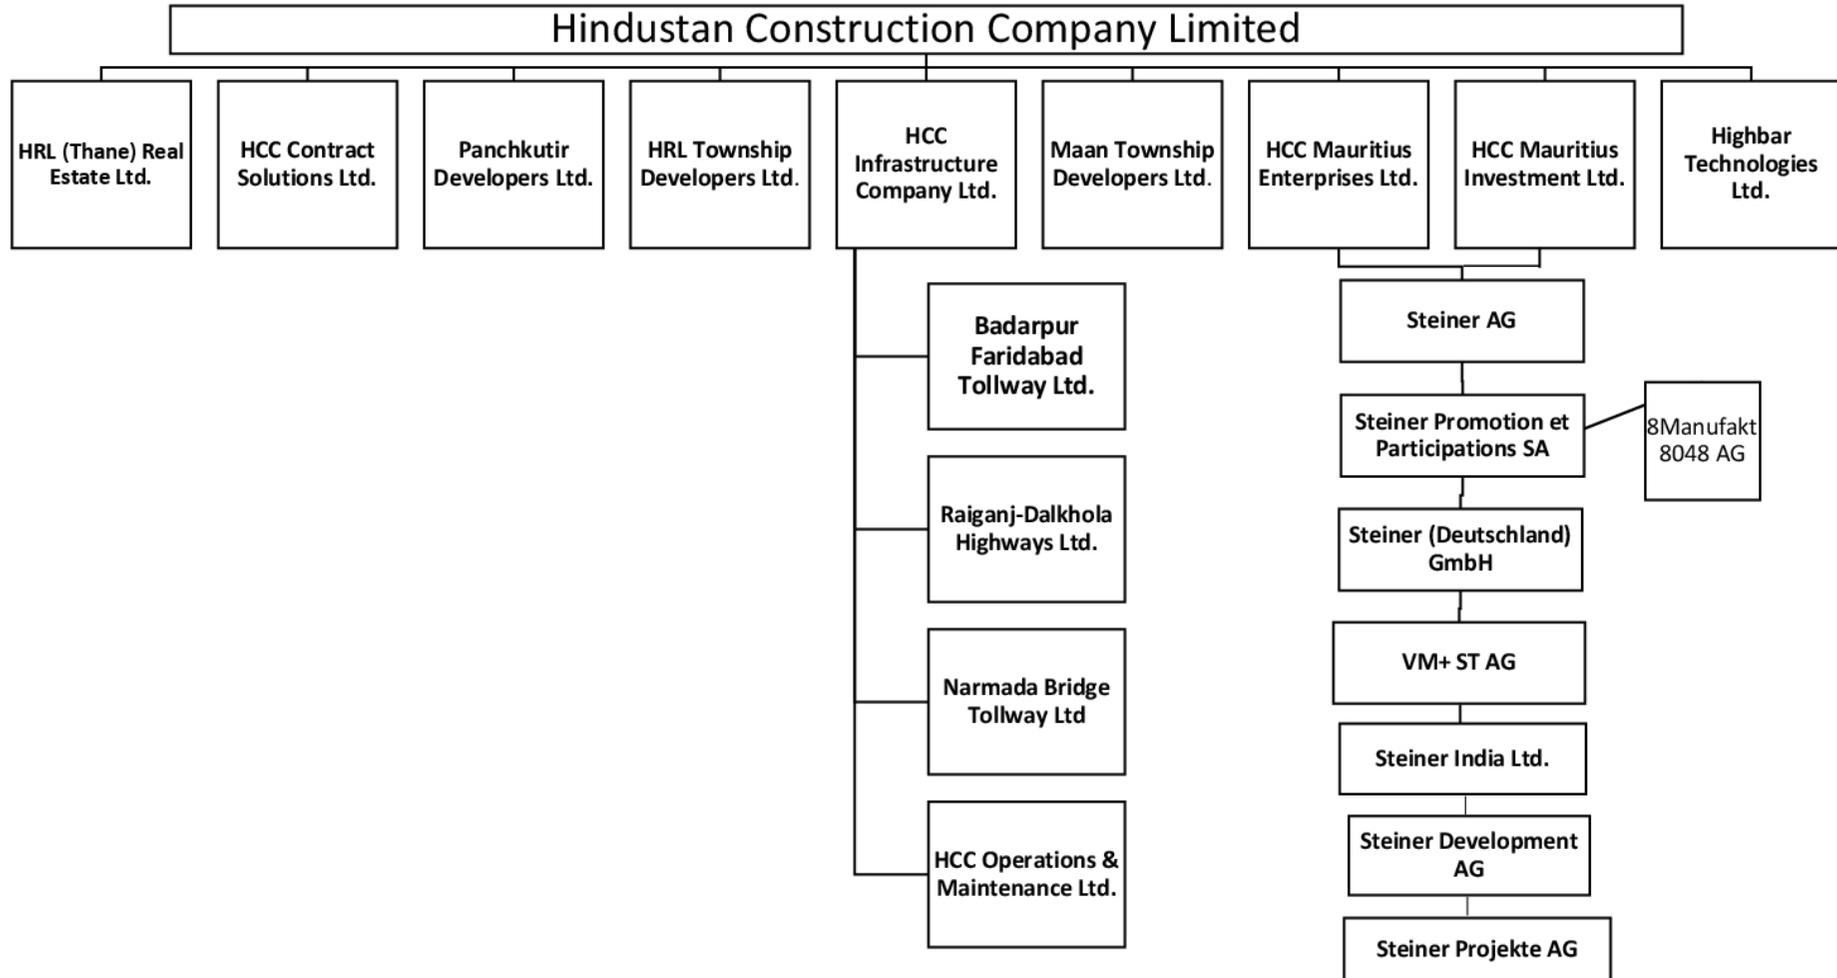 Hindustan Construction Company Limited
HRL (Thane) Real
Estate Ltd.
HCC Contract
Solutions Ltd.
Panchkutir
Developers Ltd.
HRL Township
Developers Ltd.
HCC
Infrastructure
Company Ltd.
Maan Township
Developers Ltd.
HCC Mauritius
Enterprises Ltd.
HCC Mauritius
Investment Ltd.
Highbar
Technologies
Ltd.
Badarpur
Faridabad
Tollway Ltd.
Raiganj-Dalkhola
Highways Ltd.
Narmada Bridge
Tollway Ltd
HCC Operations &
Maintenance Ltd.
Steiner AG
Steiner Promotion et
Participations SA
8Manufakt
8048 AG
Steiner (Deutschland)
GmbH
VM+ ST AG
Steiner India Ltd.
Steiner Development
AG
Steiner Projekte AG